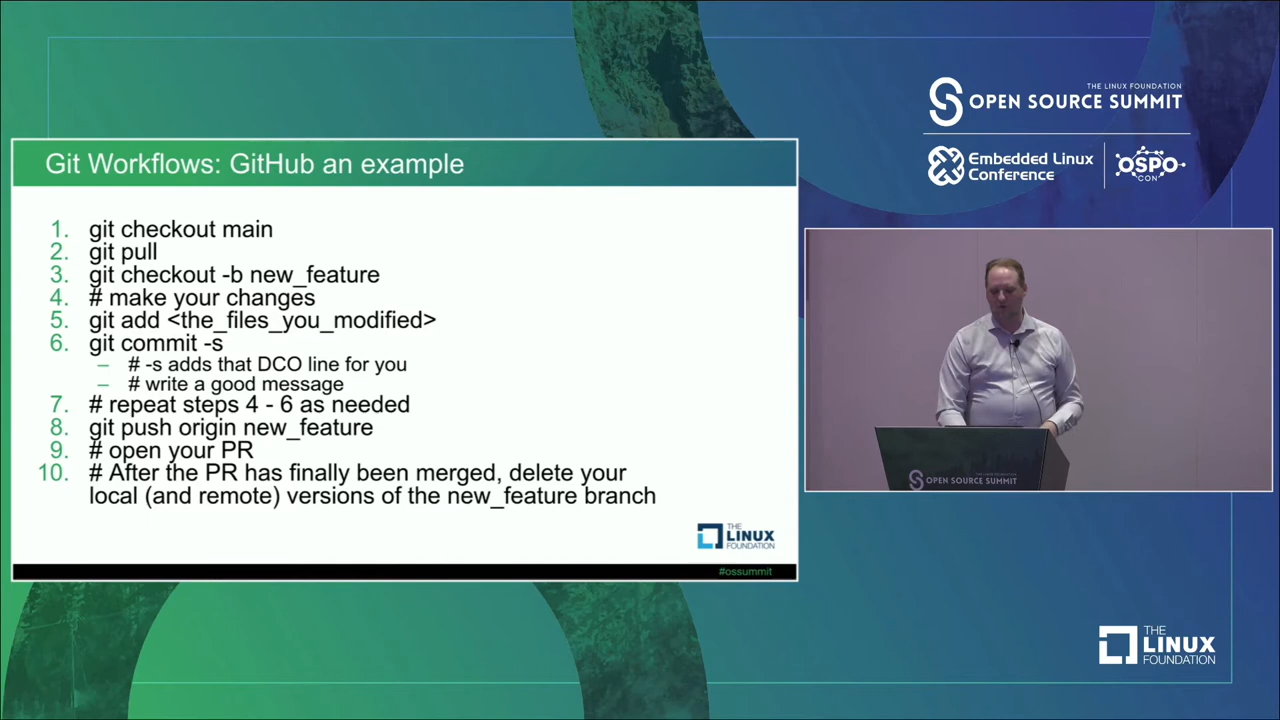 THE LINUX FOUNDATION
OPEN SOURCE SUMMIT
Embedded Linux
Conference
OSPO
CON
Git Workflows: GitHub an example
1. git checkout main
2. git pull
3. git checkout -b new_feature
4. # make your changes
5. git add <the_files_you_modified>
6. git commit -s
– # -s adds that DCO line for you
– # write a good message
7. # repeat steps 4 - 6 as needed
8. git push origin new_feature
9. # open your PR
10. # After the PR has finally been merged, delete your
local (and remote) versions of the new_feature branch
THE
LINUX
FOUNDATION
#ossummit
OPEN SOURCE SUMMIT
THE
LINUX
FOUNDATION